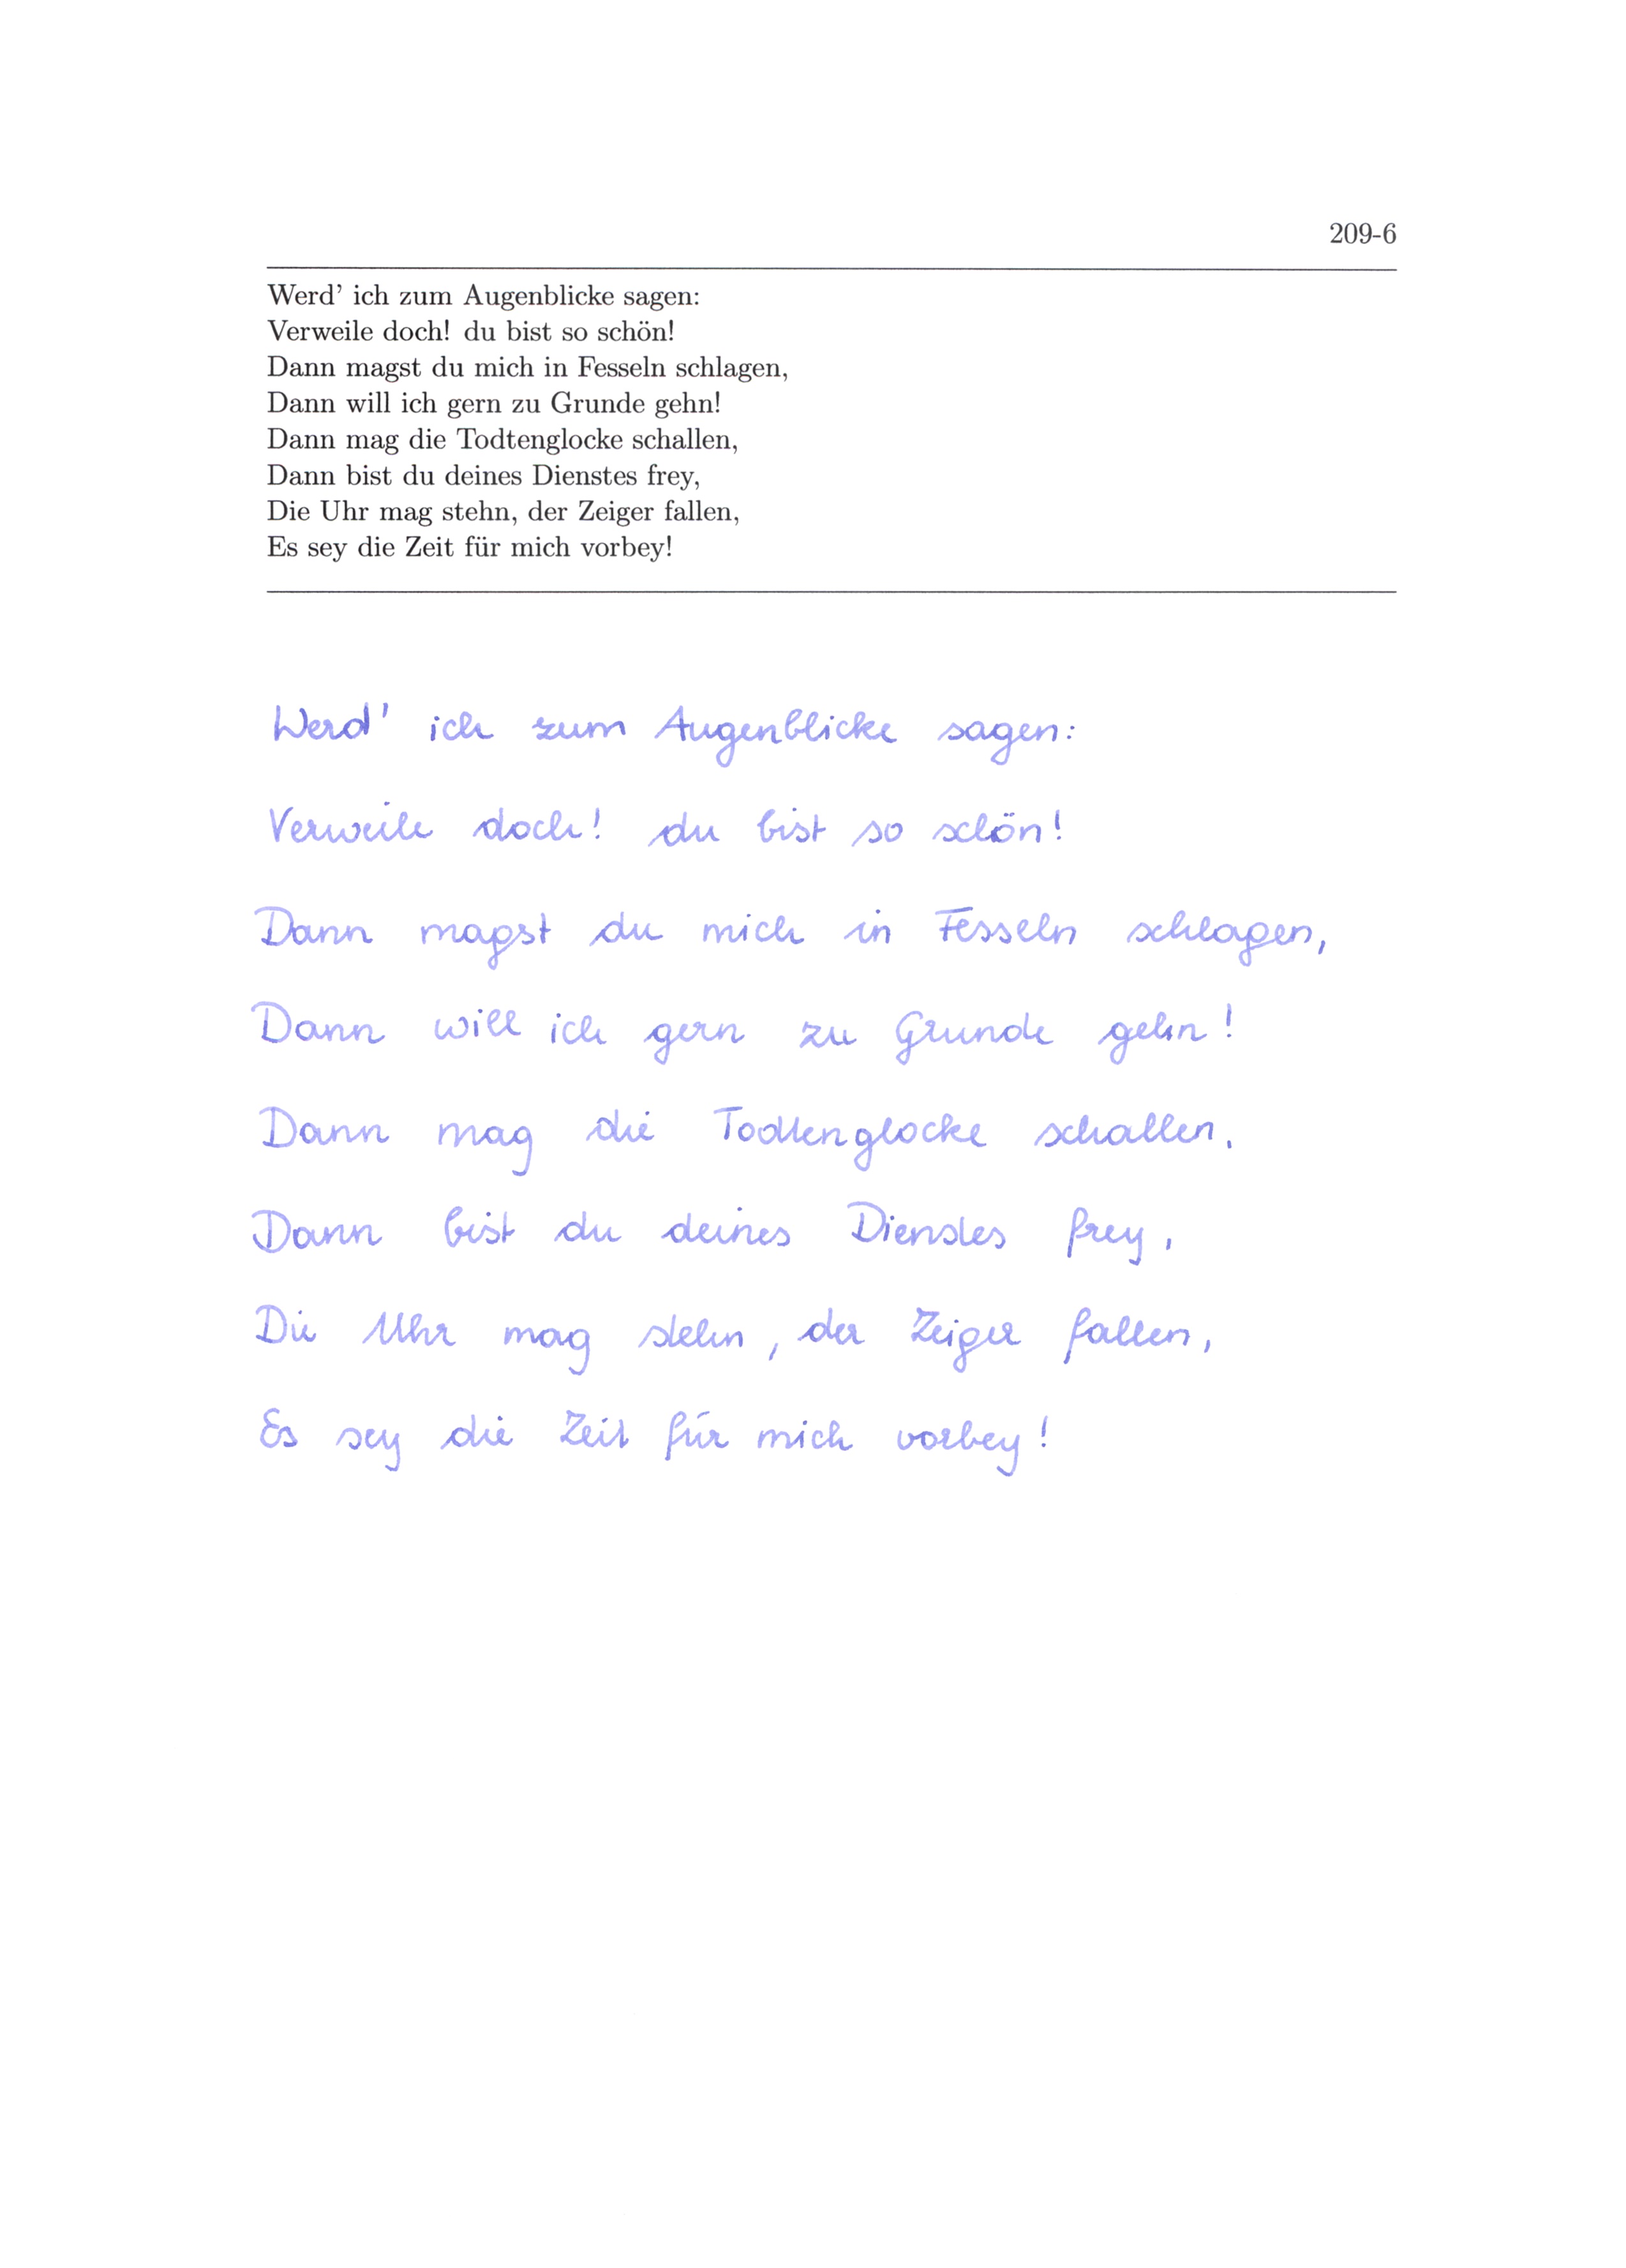 209-6
Werd' ich zum Augenblicke sagen:
Verweile doch! du bist so schön!
Dann magst du mich in Fesseln schlagen,
Dann will ich gern zu Grunde gehn!
Dann mag die Todtenglocke schallen,
Dann bist du deines Dienstes frey,
Die Uhr mag stehn, der Zeiger fallen,
Es sey die Zeit für mich vorbey!
Werd' ich zum Augenblicke sagen:
Verweile doch! du bist so schön!
Dann magst du mich in Fesseln schlagen,
Dann will ich gern zu Grunde gehn!
Dann mag die Todtenglocke schallen,
Dann bist du deines Dienstes frey,
Die Uhr mag stehn, der Zeiger fallen,
Es sey die Zeit für mich vorbey!